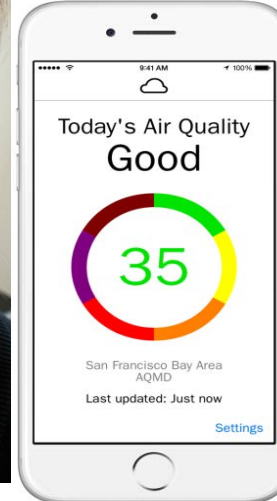 9:41 AM 100%
Today's Air Quality
Good
35
San Francisco Bay Area
AQMD
Last updated: Just now
Settings